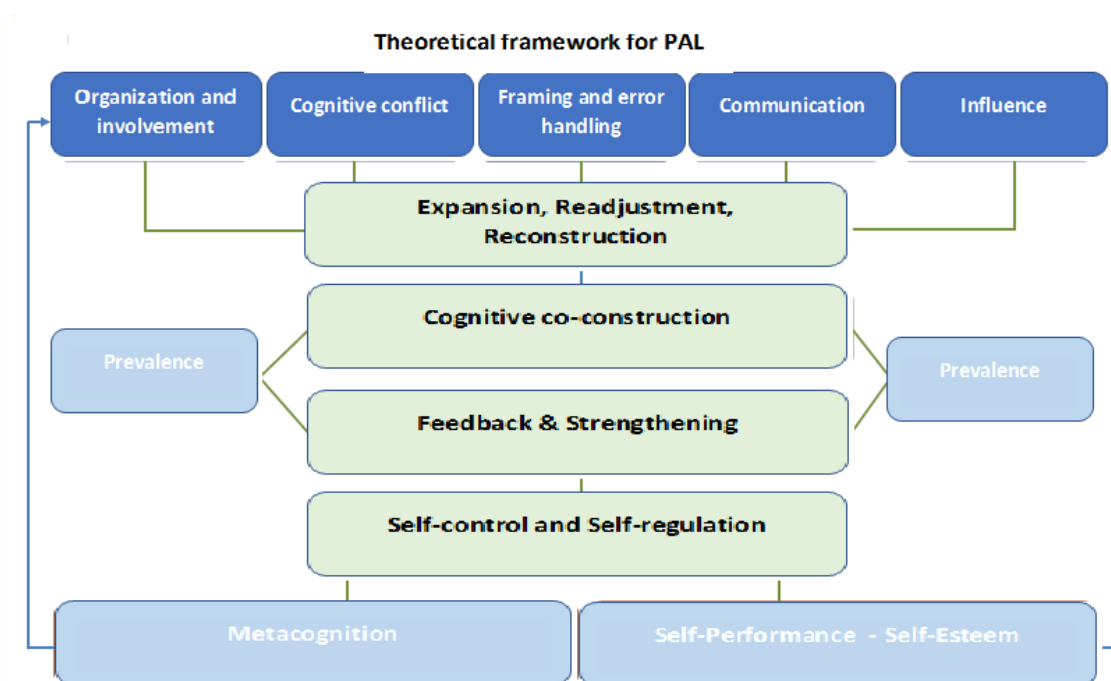 Theoretical framework for PAL
Organization and
involvement
Cognitive conflict
Framing and error
handling
Communication
Influence
Expansion, Readjustment,
Reconstruction
Cognitive co-construction
Prevalence
Prevalence
Feedback & Strengthening
Self-control and Self-regulation
Metacognition
Self-Performance - Self-Esteem